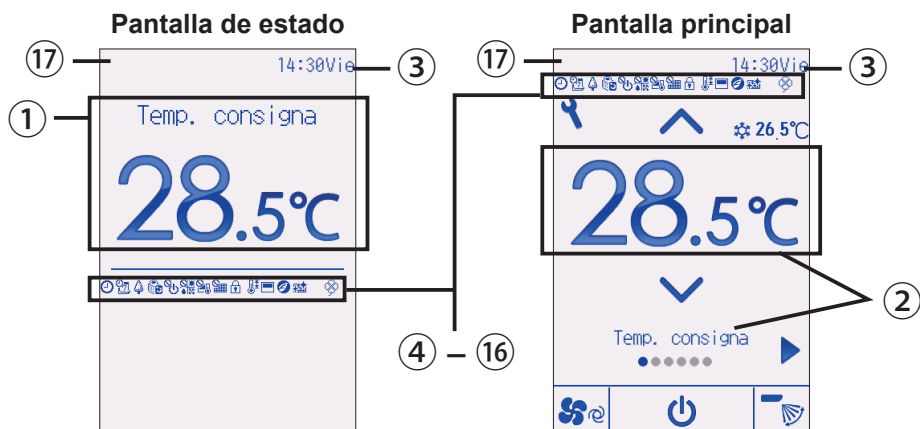 Pantalla de estado
⑰
14:30Vie
③
①
Temp. consigna
28.5°C
④ – ⑯
Pantalla principal
⑰
14:30Vie
③
26.5°C
28.5°C
②
Temp. consigna